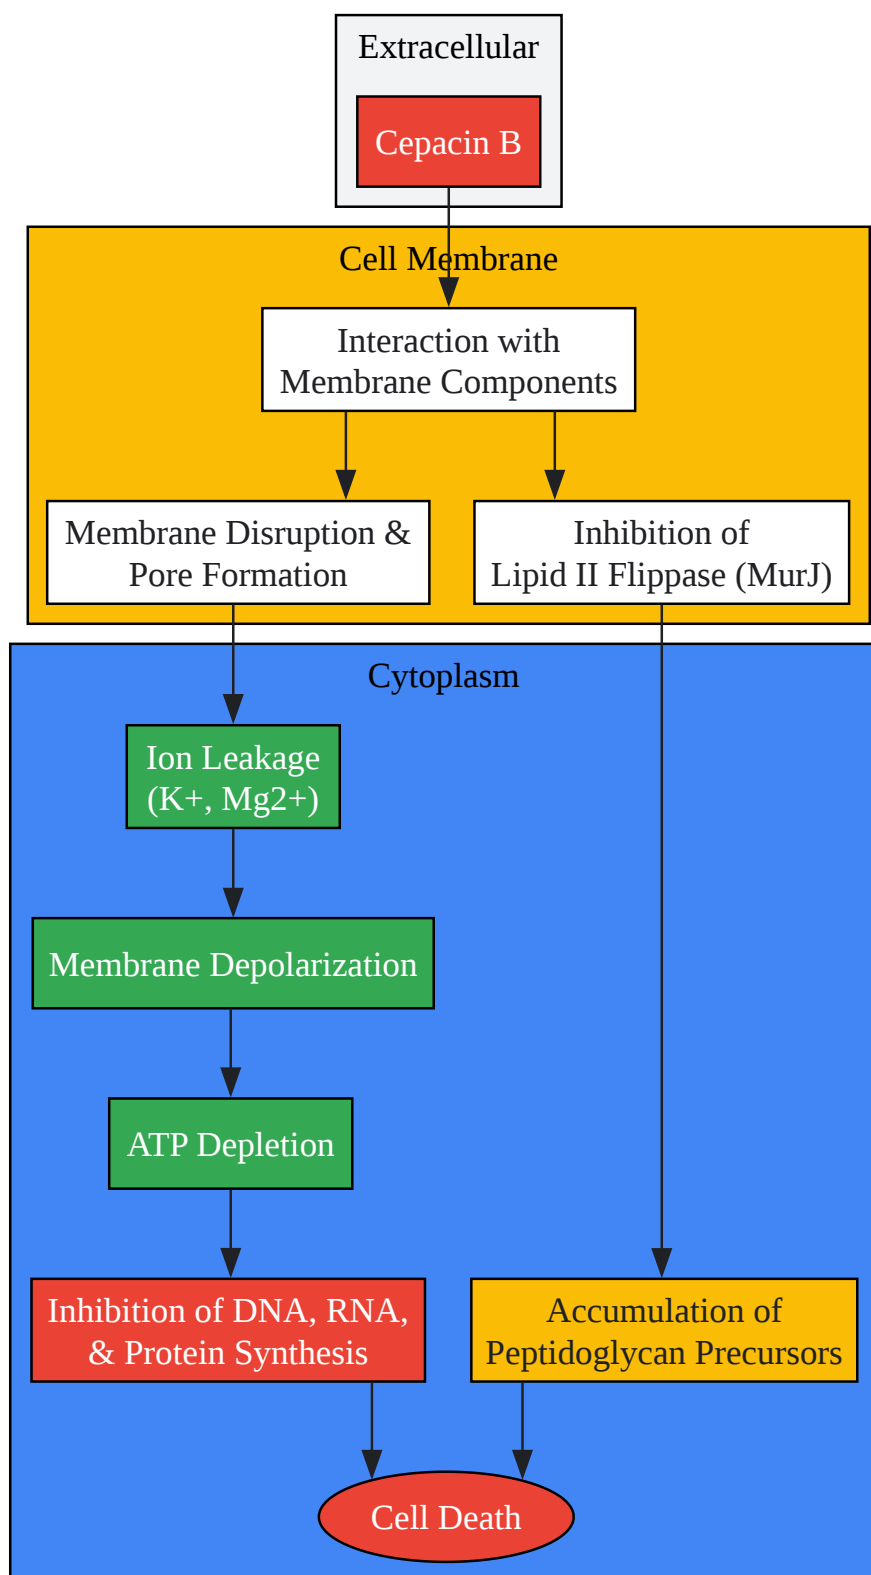 Extracellular
Cepacin B
Cell Membrane
Interaction with
Membrane Components
Membrane Disruption &
Pore Formation
Inhibition of
Lipid II Flippase (MurJ)
Cytoplasm
Ion Leakage
(K+, Mg2+)
Membrane Depolarization
ATP Depletion
Inhibition of DNA, RNA,
& Protein Synthesis
Accumulation of
Peptidoglycan Precursors
Cell Death